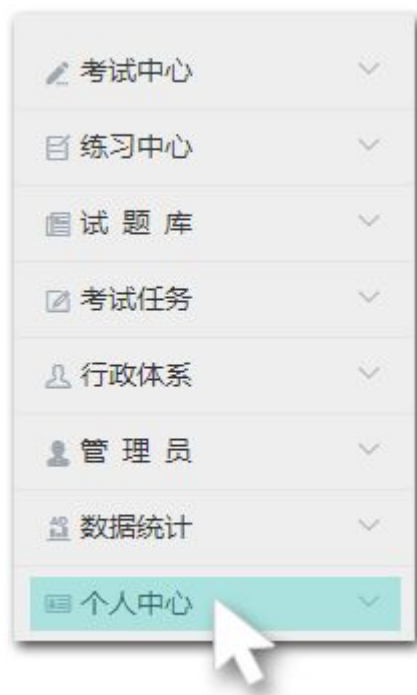 考试中心
练习中心
试 题 库
考试任务
行政体系
管 理 员
数据统计
个人中心